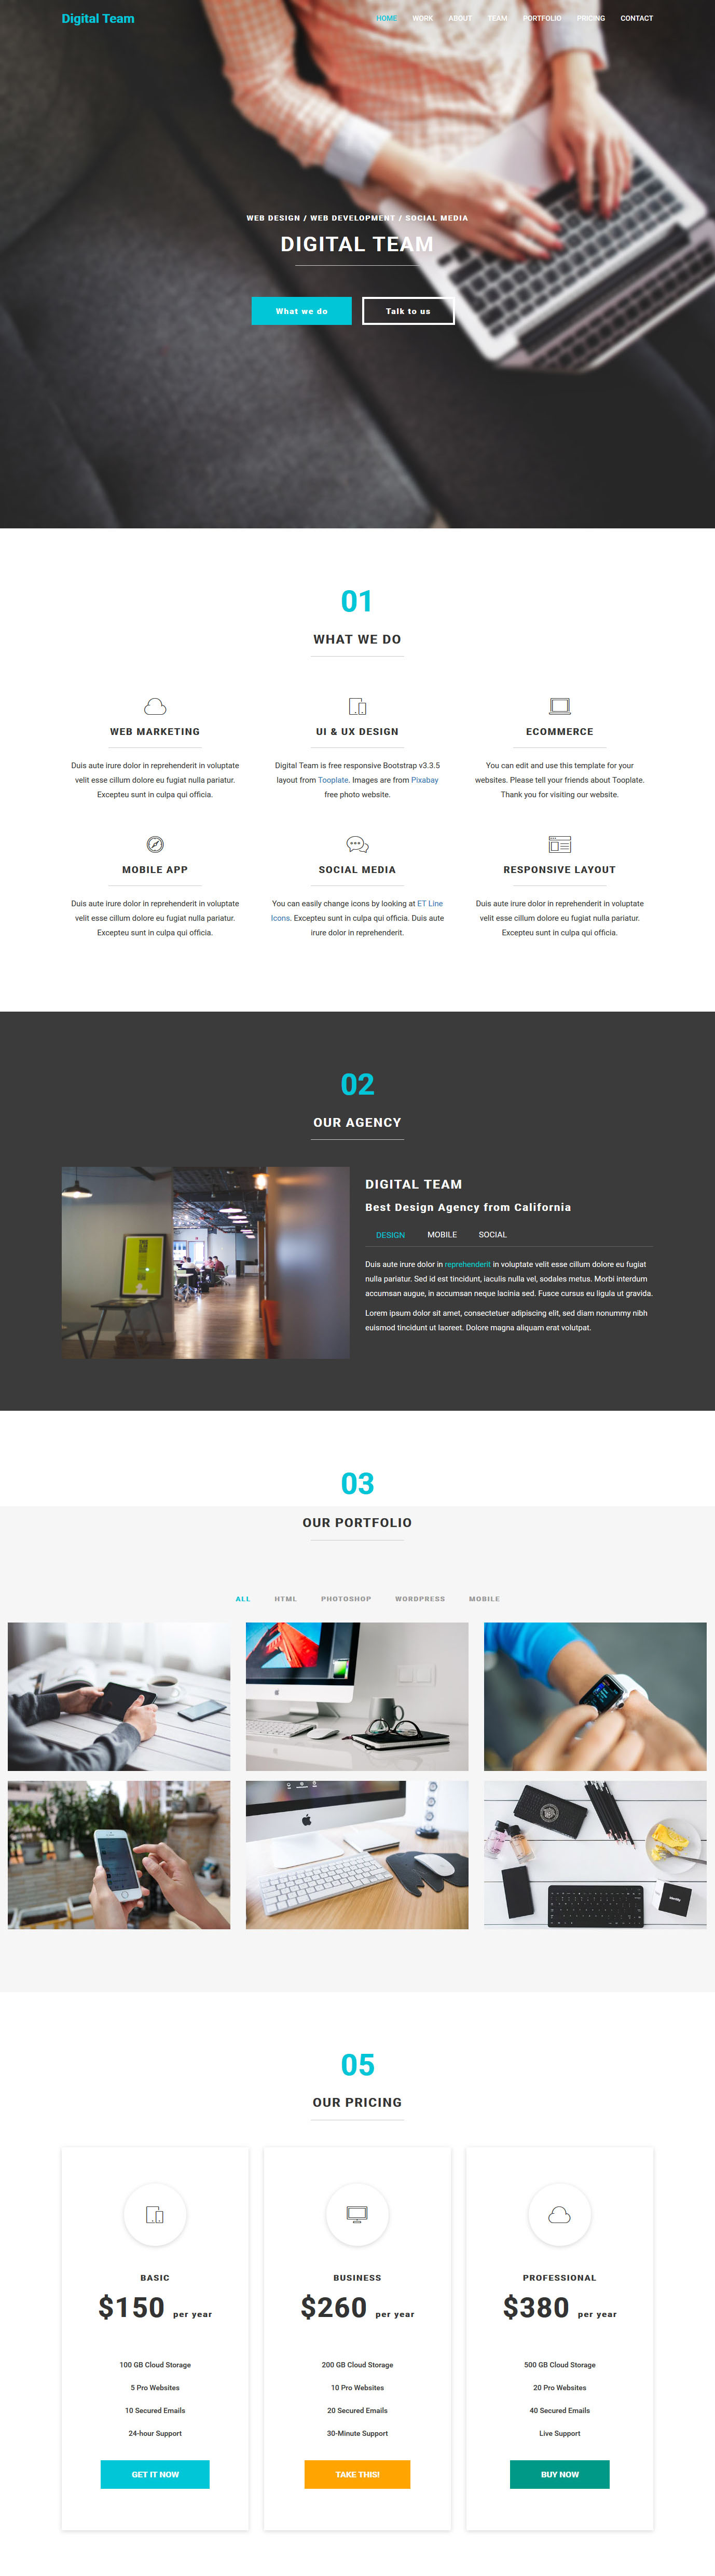 Digital Team
HOME WORK ABOUT TEAM PORTFOLIO PRICING CONTACT
WEB DESIGN / WEB DEVELOPMENT / SOCIAL MEDIA
DIGITAL TEAM
What we do
Talk to us
01
WHAT WE DO
WEB MARKETING
Duis aute irure dolor in reprehenderit in voluptate
velit esse cillum dolore eu fugiat nulla pariatur.
Excepteu sunt in culpa qui officia.
UI & UX DESIGN
Digital Team is free responsive Bootstrap v3.3.5
layout from Tooplate. Images are from Pixabay
free photo website.
ECOMMERCE
You can edit and use this template for your
websites. Please tell your friends about Tooplate.
Thank you for visiting our website.
MOBILE APP
Duis aute irure dolor in reprehenderit in voluptate
velit esse cillum dolore eu fugiat nulla pariatur.
Excepteu sunt in culpa qui officia.
SOCIAL MEDIA
You can easily change icons by looking at ET Line
Icons. Excepteu sunt in culpa qui officia. Duis aute
irure dolor in reprehenderit.
RESPONSIVE LAYOUT
Duis aute irure dolor in reprehenderit in voluptate
velit esse cillum dolore eu fugiat nulla pariatur.
Excepteu sunt in culpa qui officia.
02
OUR AGENCY
DIGITAL TEAM
Best Design Agency from California
DESIGN MOBILE SOCIAL
Duis aute irure dolor in reprehenderit in voluptate velit esse cillum dolore eu fugiat
nulla pariatur. Sed id est tincidunt, iaculis nulla vel, sodales metus. Morbi interdum
accumsan augue, in accumsan neque lacinia sed. Fusce cursus eu ligula ut gravida.
Lorem ipsum dolor sit amet, consectetuer adipiscing elit, sed diam nonummy nibh
euismod tincidunt ut laoreet. Dolore magna aliquam erat volutpat.
03
OUR PORTFOLIO
ALL HTML PHOTOSHOP WORDPRESS MOBILE
05
OUR PRICING
BASIC
$150 per year
100 GB Cloud Storage
5 Pro Websites
10 Secured Emails
24-hour Support
GET IT NOW
BUSINESS
$260 per year
200 GB Cloud Storage
10 Pro Websites
20 Secured Emails
30-Minute Support
TAKE THIS!
PROFESSIONAL
$380 per year
500 GB Cloud Storage
20 Pro Websites
40 Secured Emails
Live Support
BUY NOW